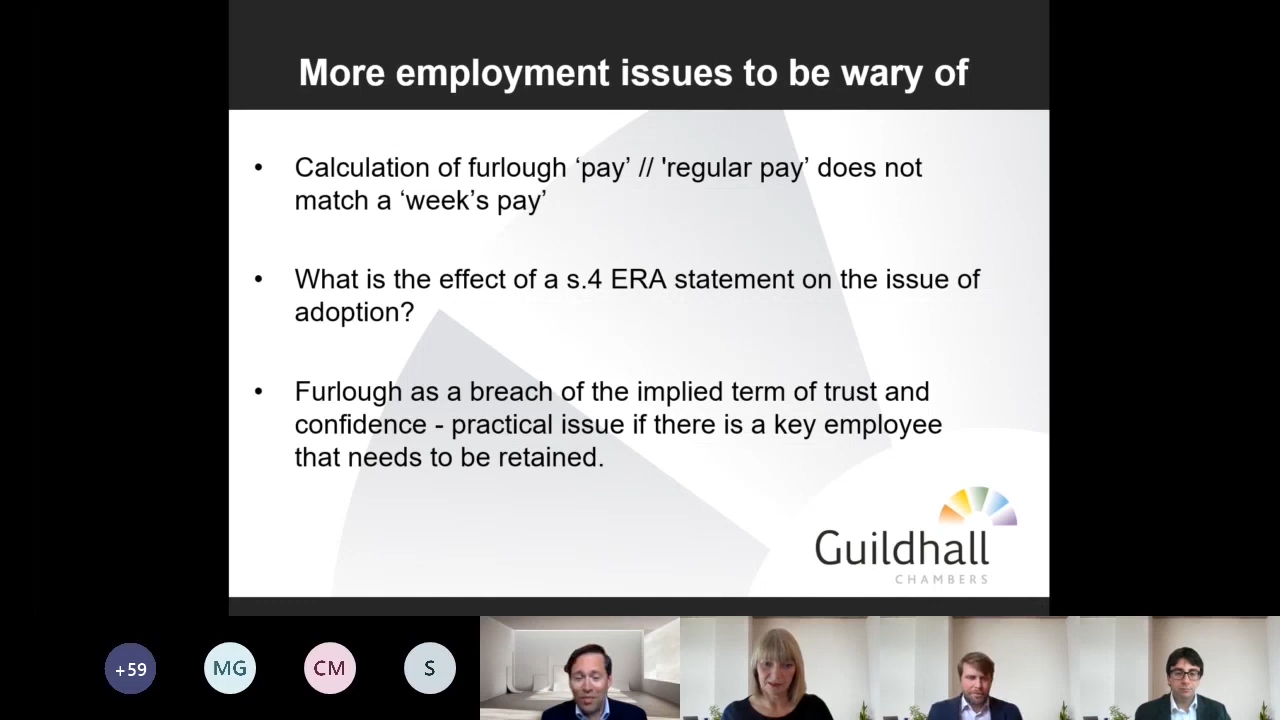 More employment issues to be wary of
• Calculation of furlough ‘pay’ // 'regular pay’ does not
match a ‘week’s pay’
• What is the effect of a s.4 ERA statement on the issue of
adoption?
• Furlough as a breach of the implied term of trust and
confidence - practical issue if there is a key employee
that needs to be retained.
Guildhall
CHAMBERS
+59 MG CM S